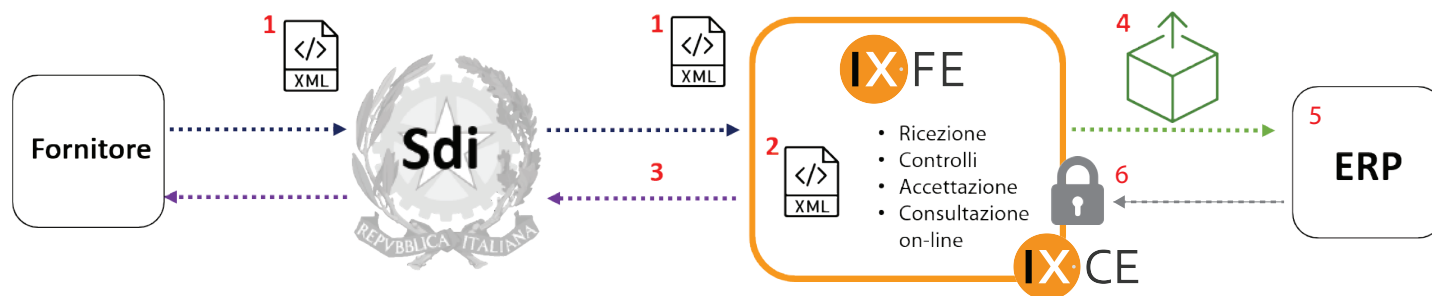 1
XML
1
XML
4
IX·FE
Fornitore
Sdi
REPVBBLICA ITALIANA
2
XML
• Ricezione
• Controlli
• Accettazione
• Consultazione
on-line
3
5
ERP
6
IX·CE